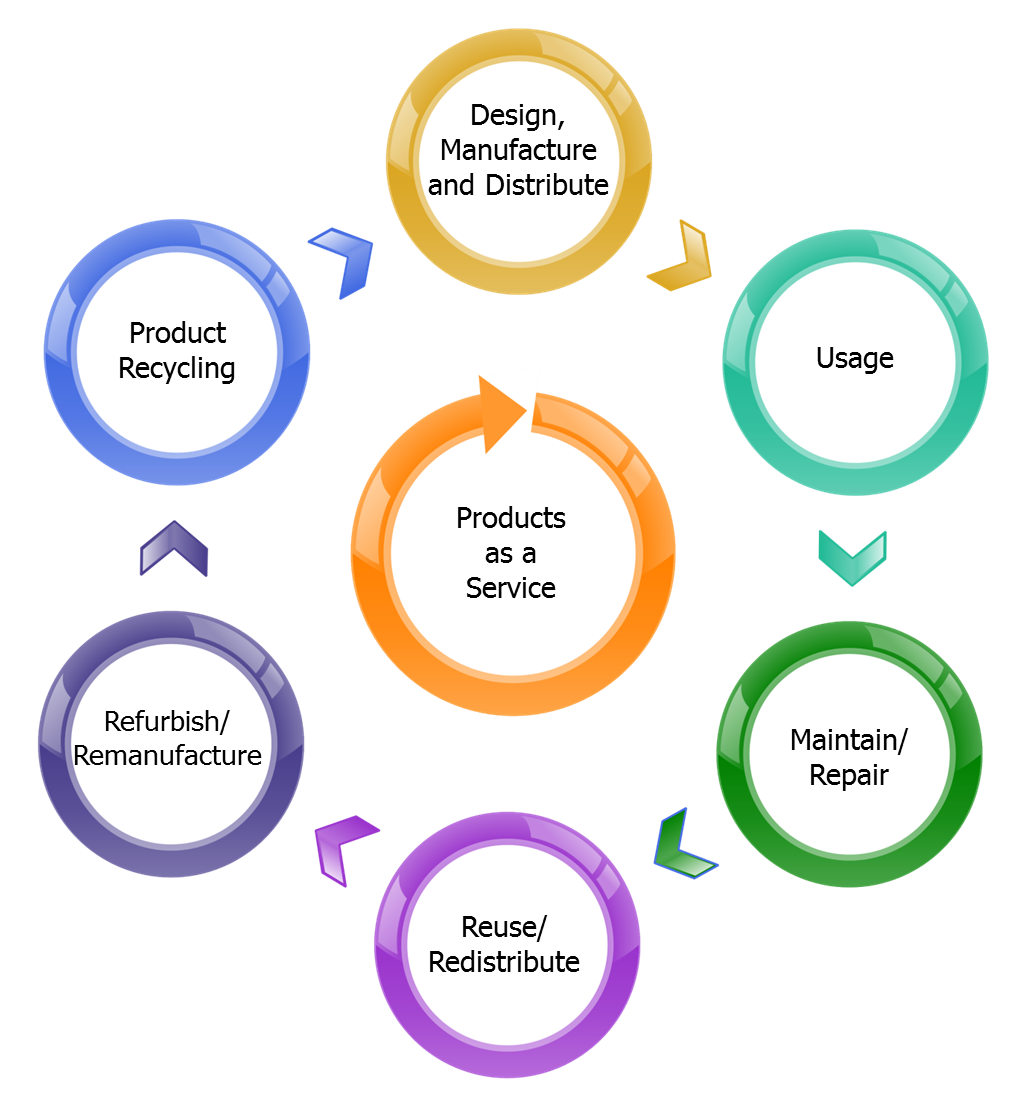 Design,
Manufacture
and Distribute
Usage
Maintain/
Repair
Reuse/
Redistribute
Refurbish/
Remanufacture
Product
Recycling
Products
as a
Service